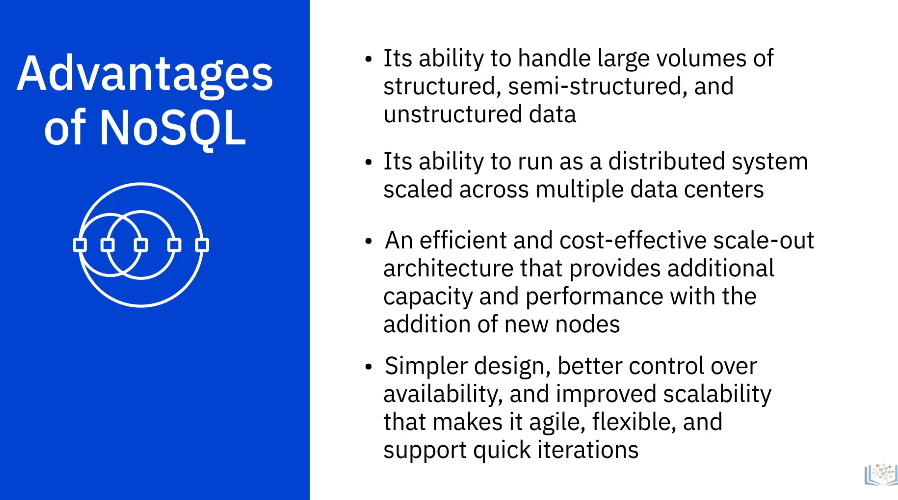 Advantages
of NoSQL
• Its ability to handle large volumes of
structured, semi-structured, and
unstructured data
• Its ability to run as a distributed system
scaled across multiple data centers
• An efficient and cost-effective scale-out
architecture that provides additional
capacity and performance with the
addition of new nodes
• Simpler design, better control over
availability, and improved scalability
that makes it agile, flexible, and
support quick iterations